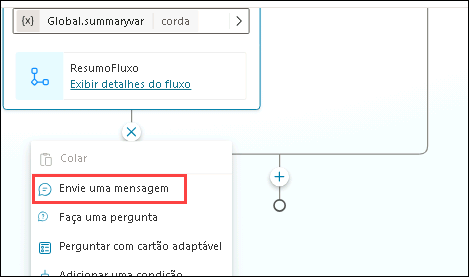 {x} Global.summaryvar corda
ResumoFluxo
Exibir detalhes do fluxo
Colar
Envie uma mensagem
Faça uma pergunta
Perguntar com cartão adaptável
Adicionar uma condição